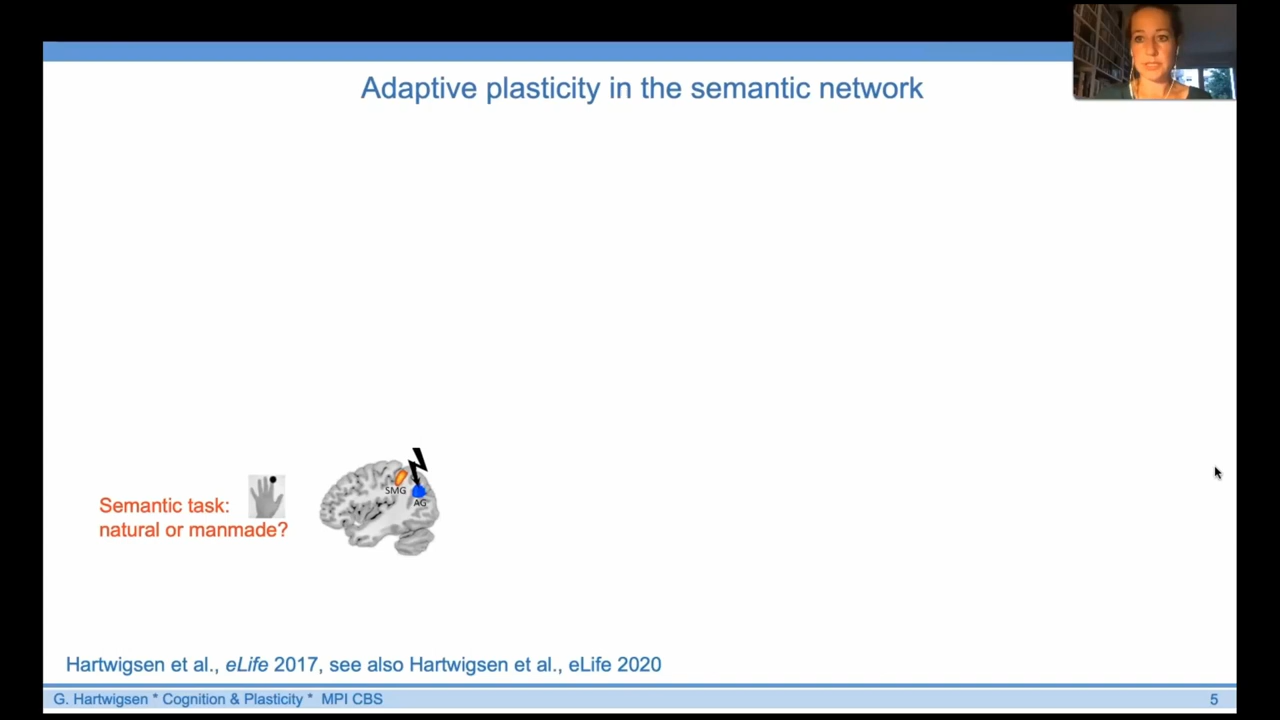 Adaptive plasticity in the semantic network
SMG
AG
Semantic task:
natural or manmade?
Hartwigsen et al., eLife 2017, see also Hartwigsen et al., eLife 2020
G. Hartwigsen * Cognition & Plasticity * MPI CBS
5